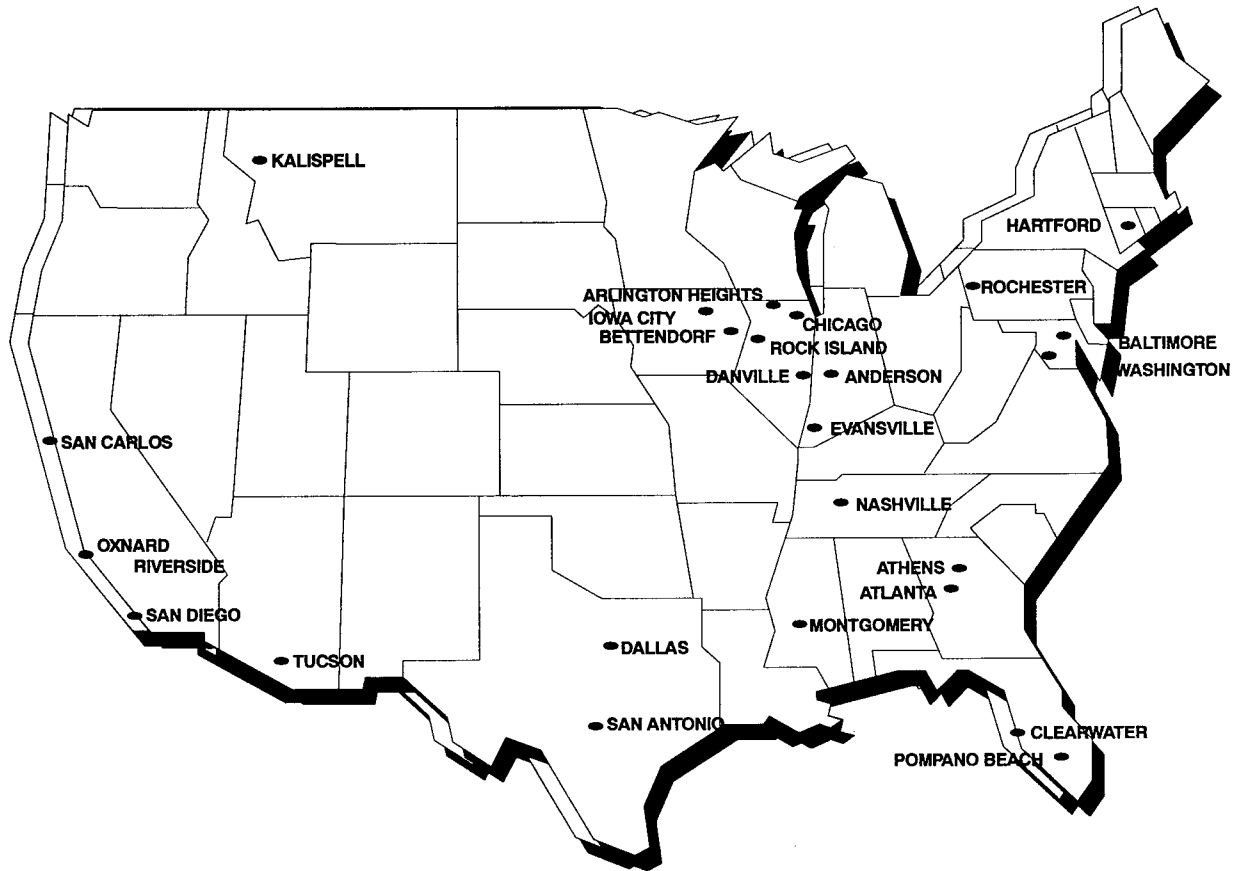 KALISPELL
HARTFORD
ROCHESTER
ARLINGTON HEIGHTS
IOWA CITY
CHICAGO
BETTENDORF
ROCK ISLAND
BALTIMORE
WASHINGTON
DANVILLE
ANDERSON
EVANSVILLE
SAN CARLOS
NASHVILLE
OXNARD
RIVERSIDE
ATHENS
ATLANTA
SAN DIEGO
MONTGOMERY
DALLAS
TUCSON
SAN ANTONIO
CLEARWATER
POMPANO BEACH